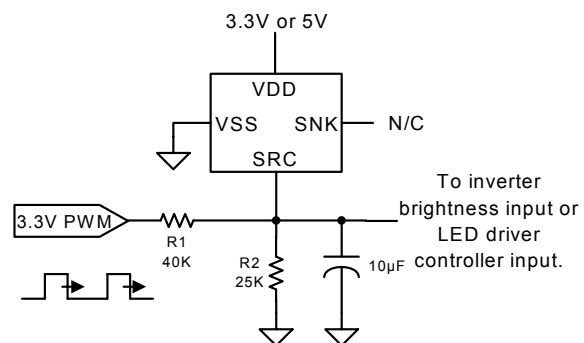 3.3V or 5V
VDD
VSS
SNK
N/C
SRC
3.3V PWM
R1
40K
R2
25K
10µF
To inverter
brightness input or
LED driver
controller input.